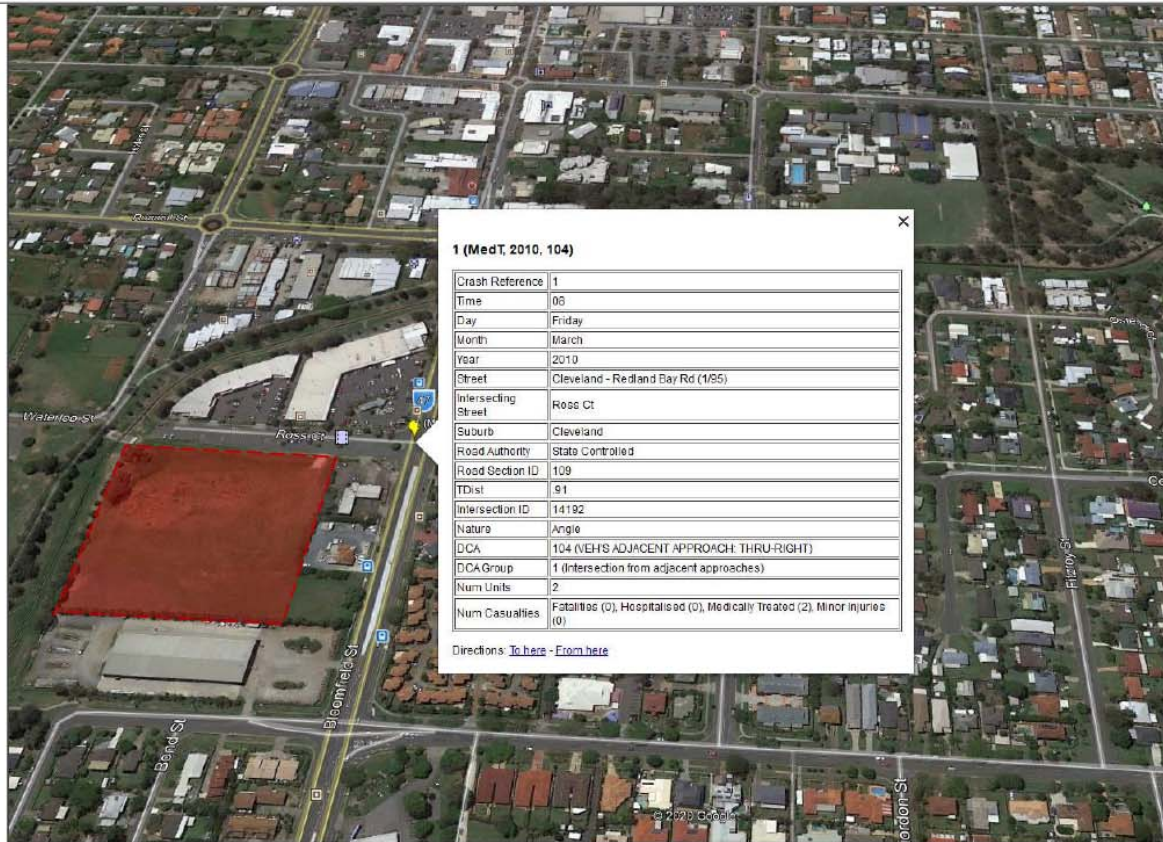 Ross Ct
Waterloo St
Bloomfield St
Bond St
Fitzroy St
Gordon St
© 2020 Google
×
1 (MedT, 2010, 104)
Crash Reference 1
Time 08
Day Friday
Month March
Year 2010
Street Cleveland - Redland Bay Rd (1/95)
Intersecting
Street Ross Ct
Suburb Cleveland
Road Authority State Controlled
Road Section ID 109
TDist .91
Intersection ID 14192
Nature Angle
DCA 104 (VEH'S ADJACENT APPROACH: THRU-RIGHT)
DCA Group 1 (Intersection from adjacent approaches)
Num Units 2
Num Casualties Fatalities (0), Hospitalised (0), Medically Treated (2), Minor Injuries
(0)
Directions: To here - From here